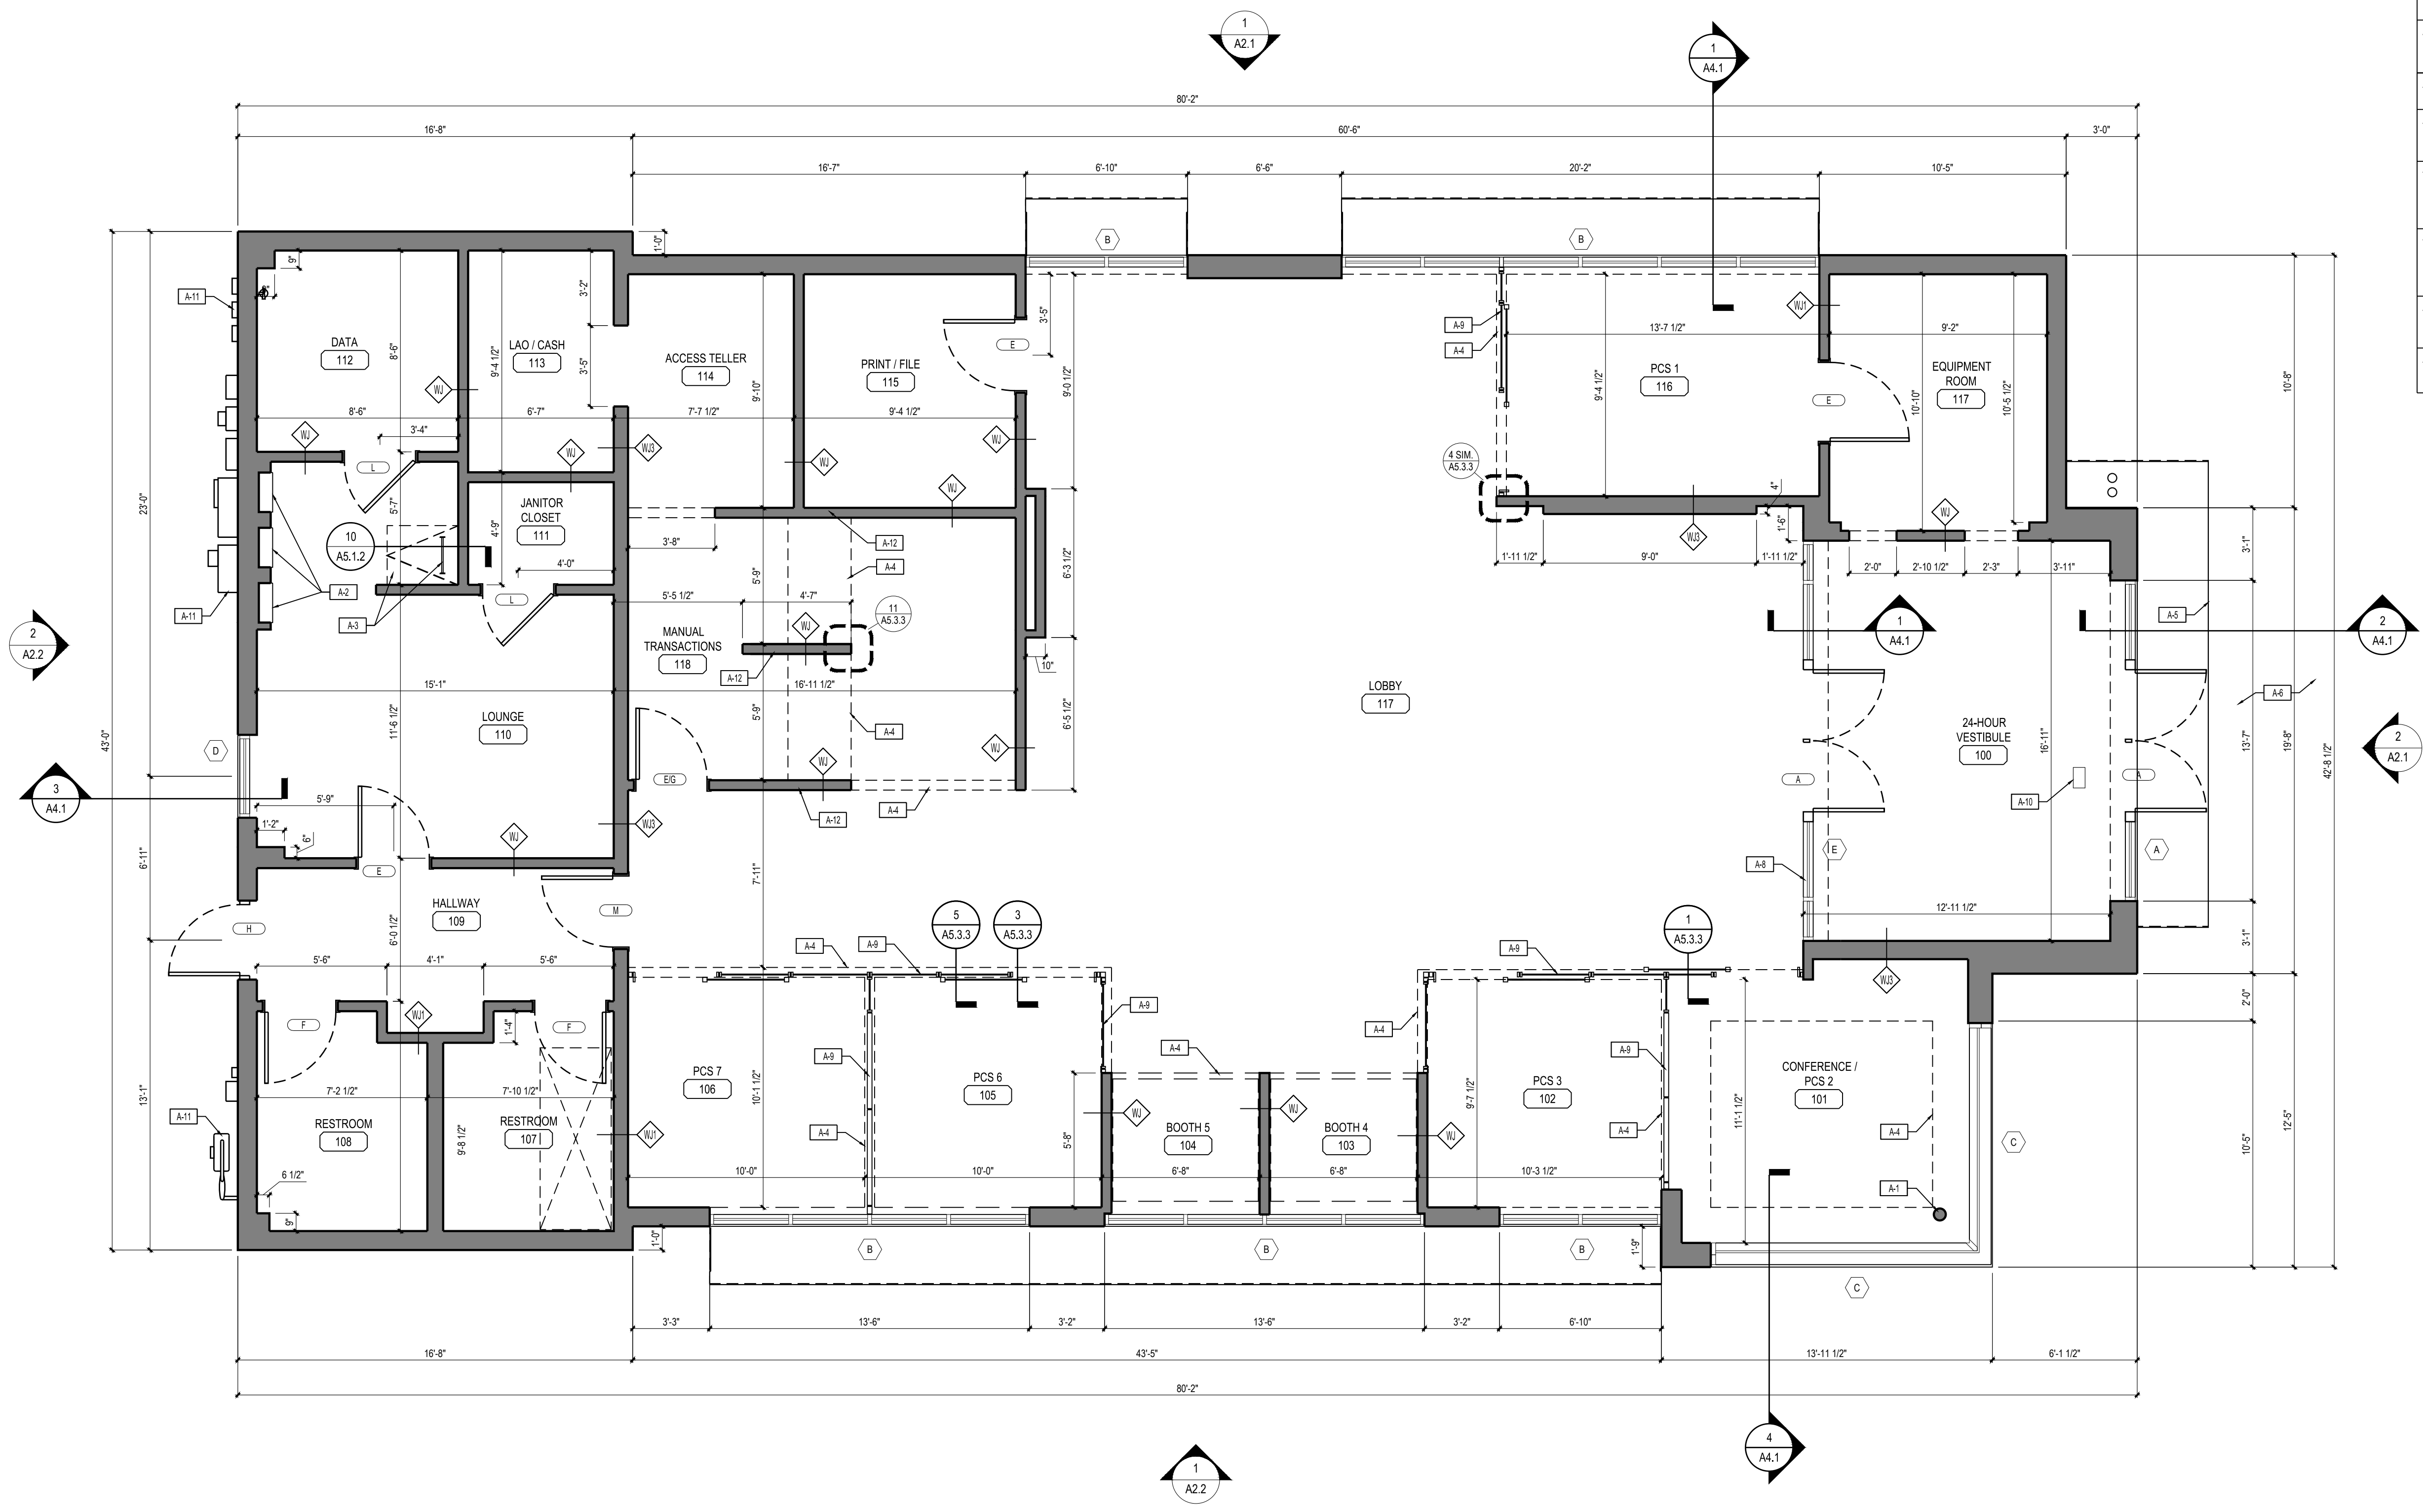 1
A2.1
1
A4.1
80'-2"
16'-8"
60'-6"
3'-0"
16'-7"
6'-10"
6'-6"
20'-2"
10'-5"
1'-0"
B
B
9"
A-11
3'-2"
3'-5"
WJ1
A-9
A-4
13'-7 1/2"
9'-2"
DATA
112
LAO / CASH
113
ACCESS TELLER
114
PRINT / FILE
115
E
PCS 1
116
EQUIPMENT
ROOM
117
8'-6"
9'-4 1/2"
3'-5"
9'-10"
9'-0 1/2"
9'-4 1/2"
10'-10"
10'-5 1/2"
10'-8"
WJ
E
8'-6"
6'-7"
7'-7 1/2"
9'-4 1/2"
3'-4"
WJ
WJ
WJ3
WJ
WJ
WJ
L
4 SIM.
A5.3.3
4"
5'-7"
JANITOR
CLOSET
111
WJ
23'-0"
4'-9"
10
A5.1.2
3'-8"
A-12
A-4
1'-6"
WJ3
WJ
1'-11 1/2"
9'-0"
1'-11 1/2"
3'-1"
4'-0"
5'-9"
6'-3 1/2"
2'-0"
2'-10 1/2"
2'-3"
3'-11"
A-2
L
A-11
A-3
5'-5 1/2"
4'-7"
11
A5.3.3
A-5
1
A4.1
2
A4.1
2
A2.2
MANUAL
TRANSACTIONS
118
WJ
A-12
10"
15'-1"
16'-11 1/2"
LOBBY
117
A-6
LOUNGE
110
11'-6 1/2"
5'-9"
6'-5 1/2"
A-4
24-HOUR
VESTIBULE
100
16'-11"
13'-7"
19'-8"
42'-8 1/2"
43'-0"
D
WJ
WJ
E/G
A
A
2
A2.1
3
A4.1
5'-9"
A-4
A-12
A-10
1'-2"
6"
WJ
WJ3
E
A-8
E
A
6'-11"
7'-11"
HALLWAY
109
M
H
6'-0 1/2"
5
A5.3.3
3
A5.3.3
1
A5.3.3
12'-11 1/2"
3'-1"
A-4
A-9
A-9
5'-6"
4'-1"
5'-6"
WJ3
2'-0"
A-9
F
WJ1
1'-4"
F
A-4
A-4
A-9
A-9
PCS 7
106
PCS 6
105
PCS 3
102
CONFERENCE /
PCS 2
101
7'-2 1/2"
7'-10 1/2"
10'-1 1/2"
9'-7 1/2"
11'-1 1/2"
13'-1"
A-11
RESTROOM
108
RESTROOM
107
9'-8 1/2"
WJ1
A-4
5'-8"
WJ
WJ
WJ
BOOTH 5
104
BOOTH 4
103
A-4
A-4
C
10'-5"
12'-5"
6 1/2"
9"
10'-0"
10'-0"
6'-8"
6'-8"
10'-3 1/2"
A-1
1'-0"
B
B
B
1'-9"
C
3'-3"
13'-6"
3'-2"
13'-6"
3'-2"
6'-10"
16'-8"
43'-5"
13'-11 1/2"
6'-1 1/2"
80'-2"
4
A4.1
1
A2.2